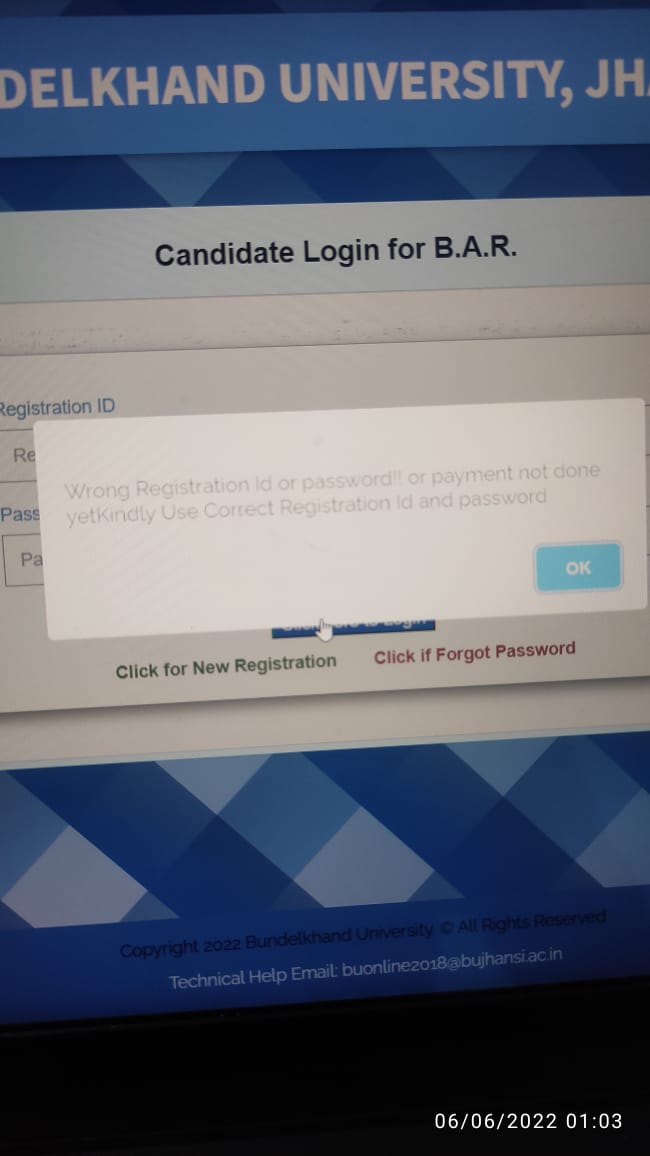 DELKHAND UNIVERSITY, JHA
Candidate Login for B.A.R.
Registration ID
Re
Wrong Registration Id or password!! or payment not done
yetKindly Use Correct Registration Id and password
Pass
Pa
OK
Click for New Registration
Click if Forgot Password
Copyright 2022 Bundelkhand University © All Rights Reserved
Technical Help Email: buonline2018@bujhansi.ac.in
06/06/2022 01:03